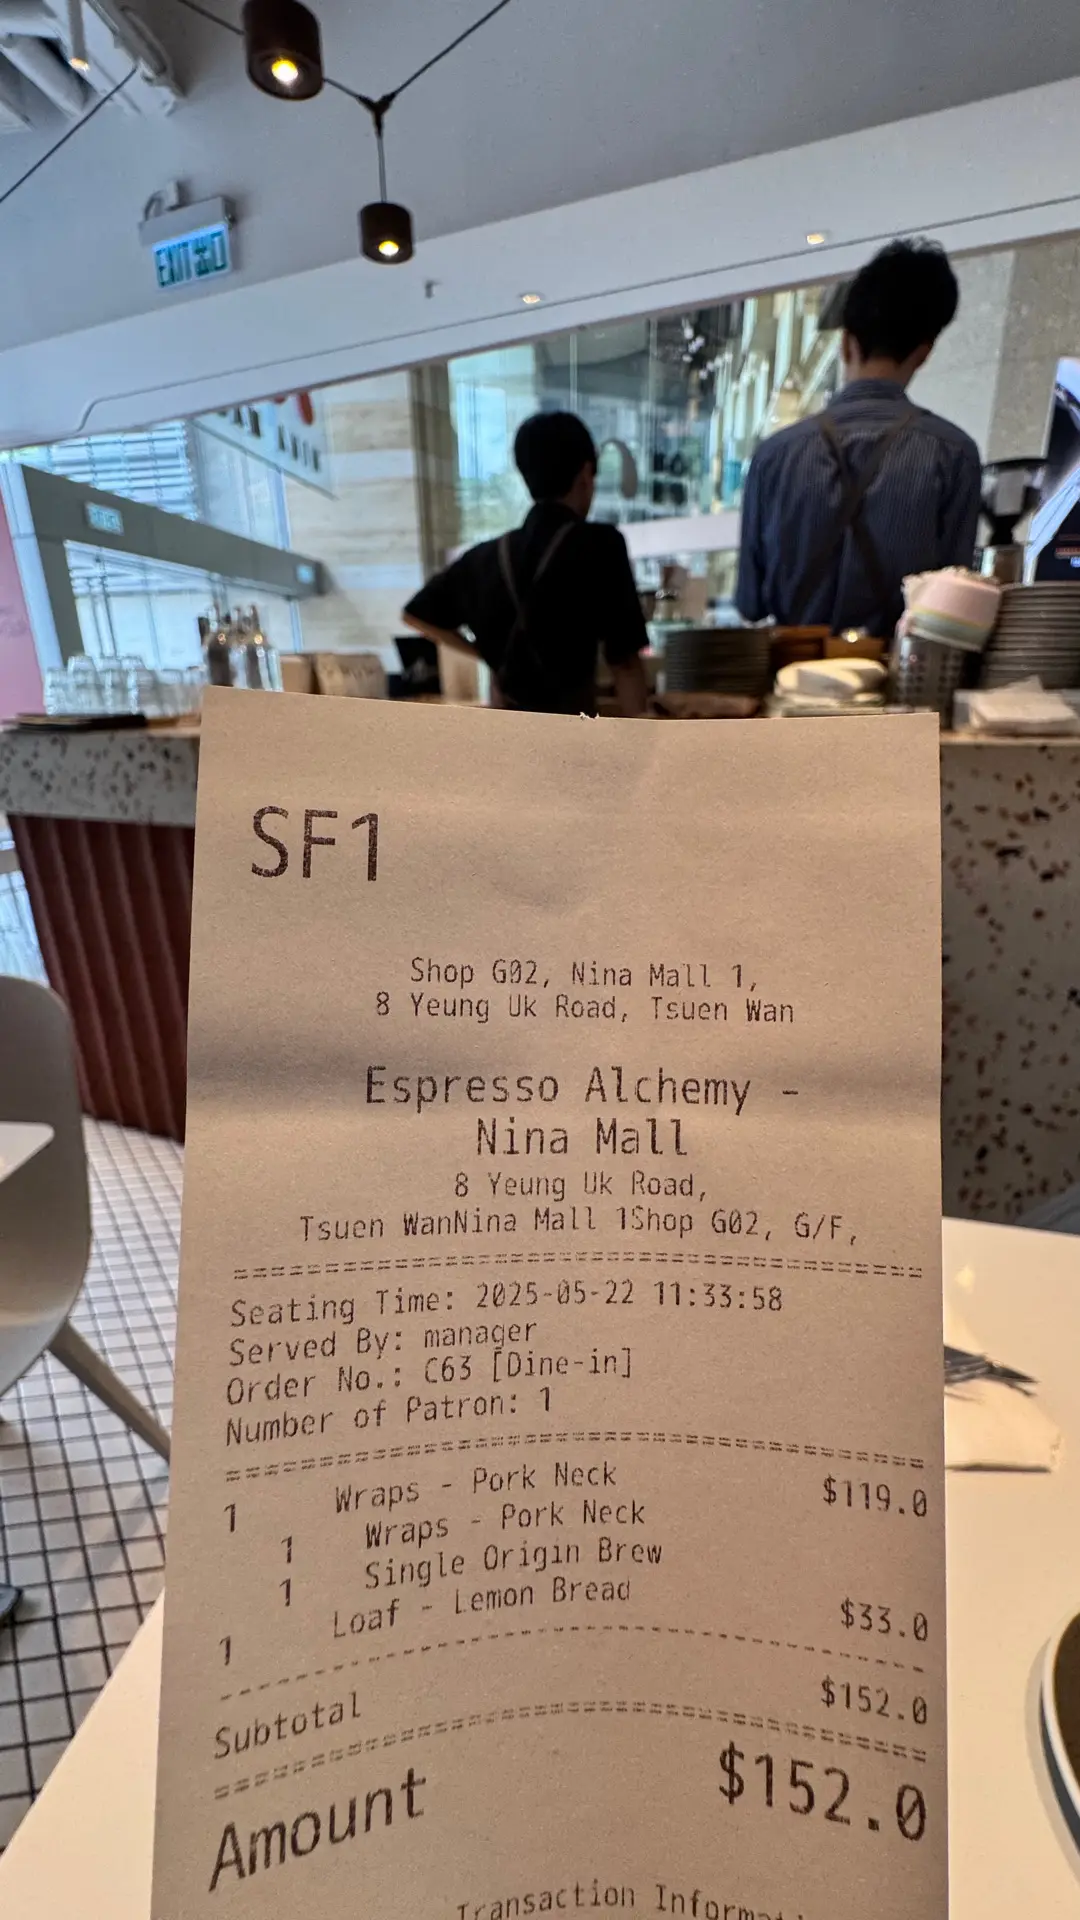 EXIT 出口
SF1
Shop G02, Nina Mall 1,
8 Yeung Uk Road, Tsuen Wan
Espresso Alchemy -
Nina Mall
8 Yeung Uk Road,
Tsuen WanNina Mall 1Shop G02, G/F,
Seating Time: 2025-05-22 11:33:58
Served By: manager
Order No.: C63 [Dine-in]
Number of Patron: 1
1 Wraps - Pork Neck $119.0
1 Wraps - Pork Neck
1 Single Origin Brew
1 Loaf - Lemon Bread $33.0
Subtotal $152.0
Amount $152.0
Transaction